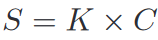 S = K × C